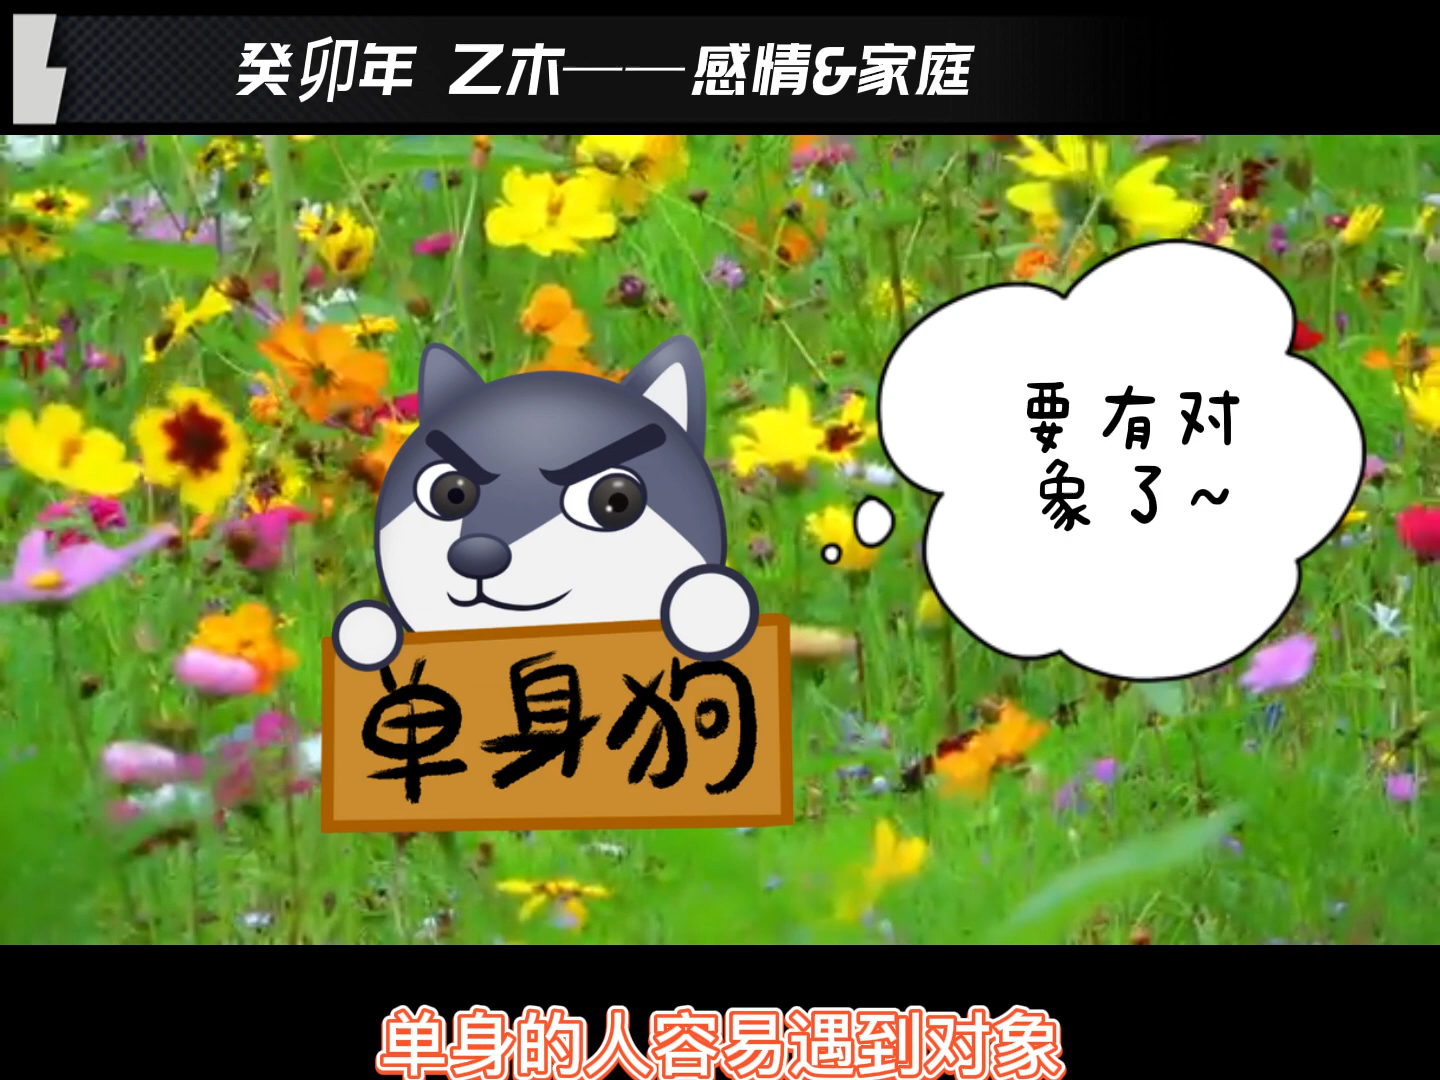 癸卯年 乙木——感情&家庭
要有对
象了~
单身狗
单身的人容易遇到对象